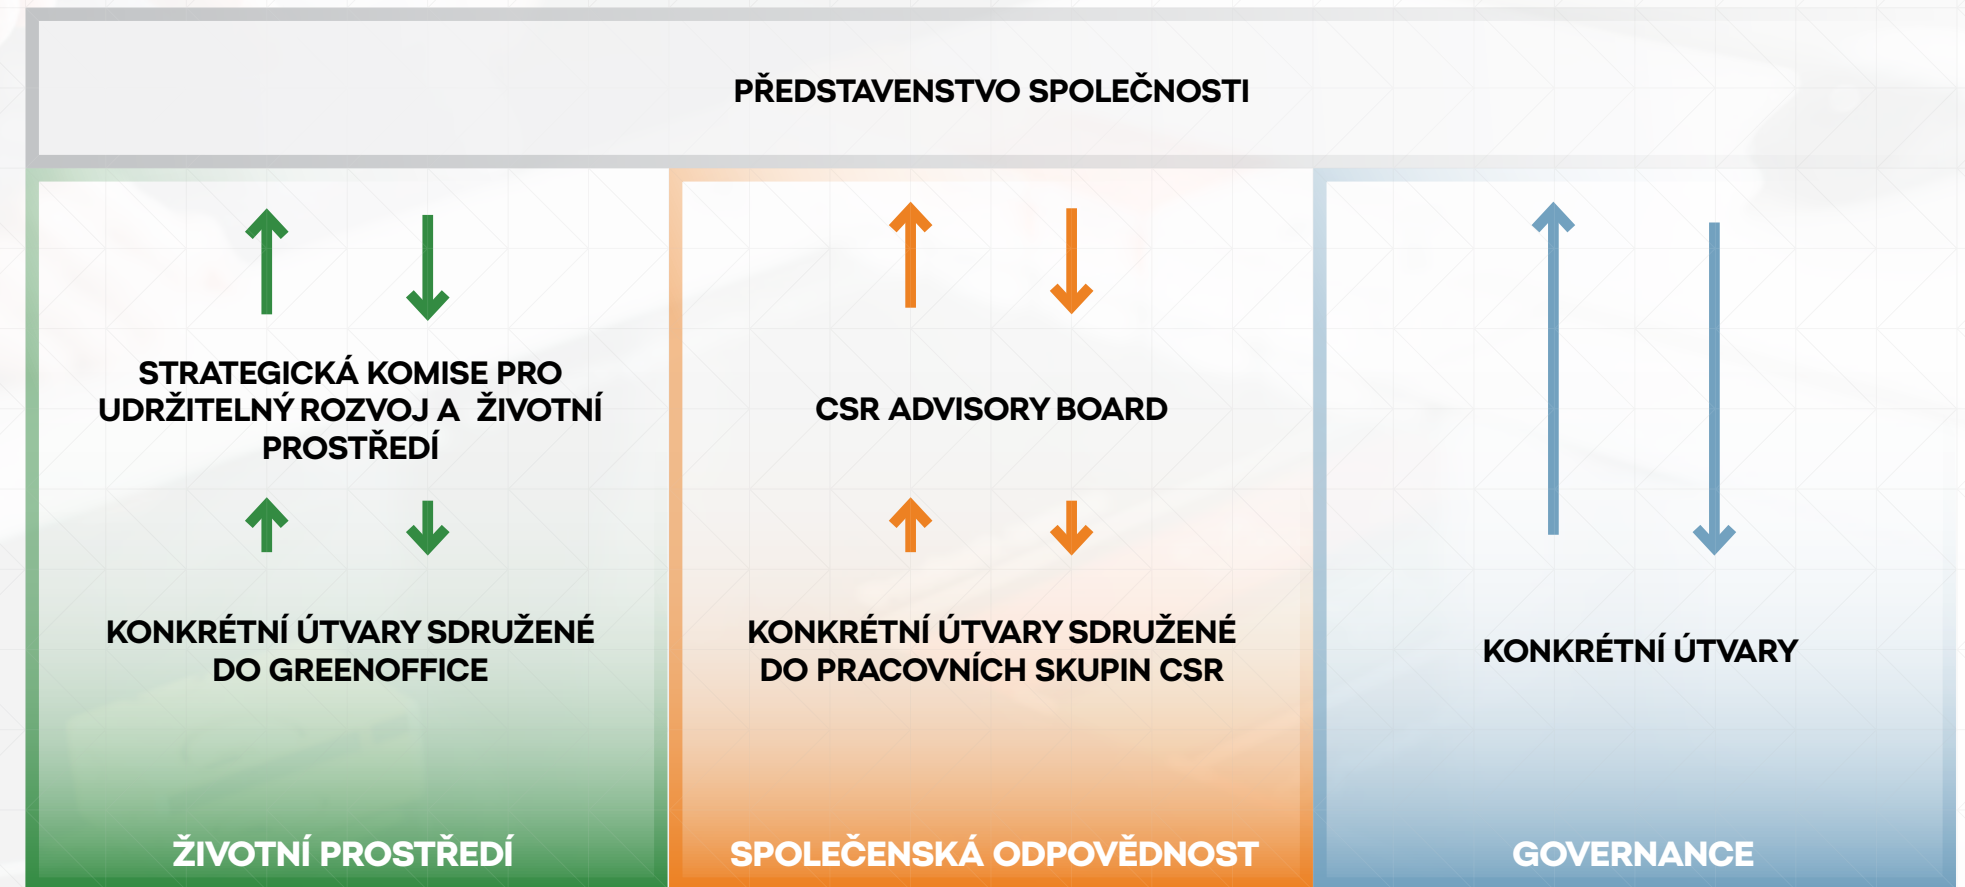 PŘEDSTAVENSTVO SPOLEČNOSTI
STRATEGICKÁ KOMISE PRO
UDRŽITELNÝ ROZVOJ A ŽIVOTNÍ
PROSTŘEDÍ
KONKRÉTNÍ ÚTVARY SDRUŽENÉ
DO GREENOFFICE
ŽIVOTNÍ PROSTŘEDÍ
CSR ADVISORY BOARD
KONKRÉTNÍ ÚTVARY SDRUŽENÉ
DO PRACOVNÍCH SKUPIN CSR
SPOLEČENSKÁ ODPOVĚDNOST
KONKRÉTNÍ ÚTVARY
GOVERNANCE